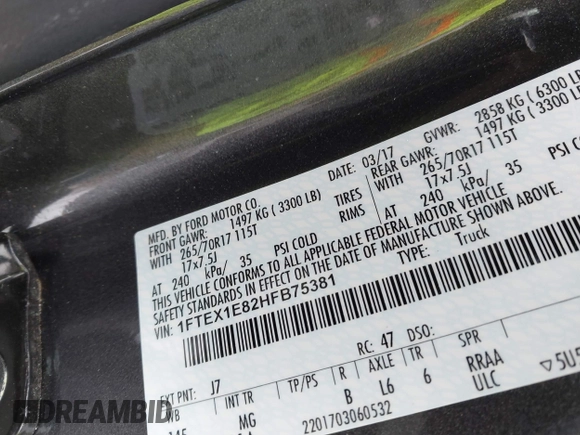 MFD. BY FORD MOTOR CO.
DATE: 03/17 GVWR: 2858 KG ( 6300 LB
FRONT GAWR: 1497 KG ( 3300 LB) REAR GAWR: 1497 KG ( 3300 LB
WITH 265/70R17 115T TIRES WITH 265/70R17 115T
17x7.5J RIMS 17x7.5J
AT 240 kPa/ 35 PSI COLD AT 240 kPa/ 35 PSI CO
THIS VEHICLE CONFORMS TO ALL APPLICABLE FEDERAL MOTOR VEHICLE
SAFETY STANDARDS IN EFFECT ON THE DATE OF MANUFACTURE SHOWN ABOVE.
VIN: 1FTEX1E82HFB75381 TYPE: Truck
EXT PNT: J7 RC: 47 DSO:
WB INT TR TP/PS R AXLE TR SPR
145 MG B L6 6 RRAA
ULC
2201703060532
DREAMBID